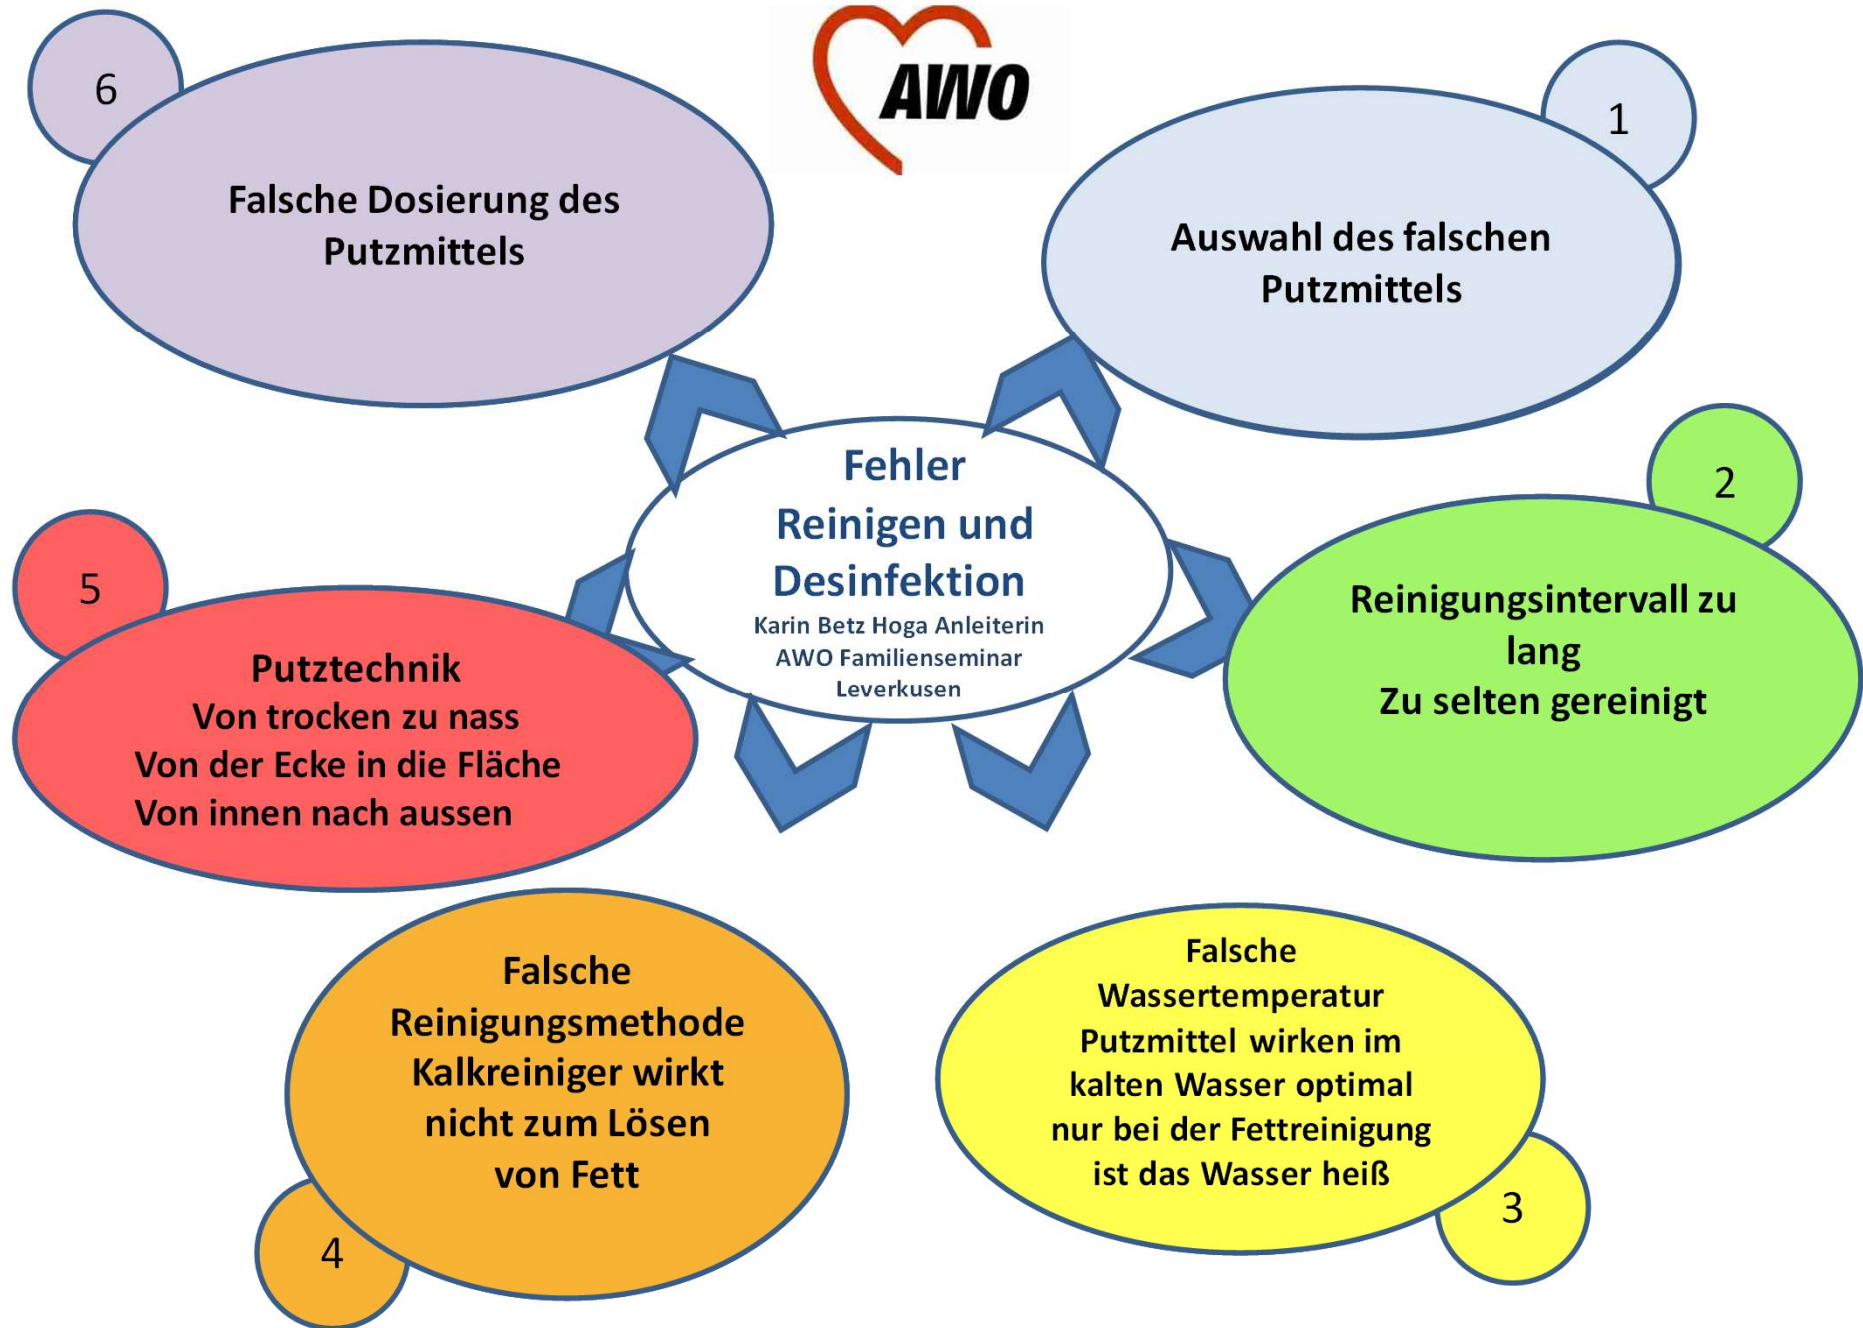 AWO
6
Falsche Dosierung des
Putzmittels
1
Auswahl des falschen
Putzmittels
Fehler
Reinigen und
Desinfektion
Karin Betz Hoga Anleiterin
AWO Familienseminar
Leverkusen
2
Reinigungsintervall zu
lang
Zu selten gereinigt
5
Putztechnik
Von trocken zu nass
Von der Ecke in die Fläche
Von innen nach aussen
Falsche
Reinigungsmethode
Kalkreiniger wirkt
nicht zum Lösen
von Fett
4
Falsche
Wassertemperatur
Putzmittel wirken im
kalten Wasser optimal
nur bei der Fettreinigung
ist das Wasser heiß
3